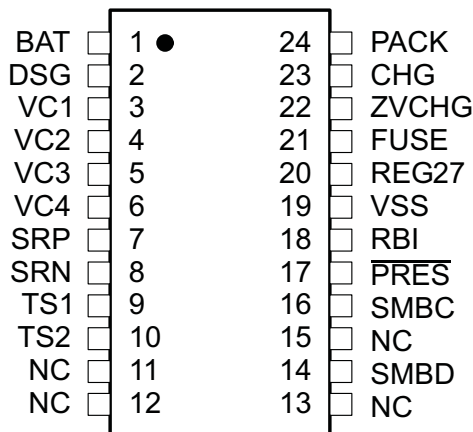 BAT 1 24 PACK
DSG 2 23 CHG
VC1 3 22 ZVCHG
VC2 4 21 FUSE
VC3 5 20 REG27
VC4 6 19 VSS
SRP 7 18 RBI
SRN 8 17 PRES
TS1 9 16 SMBC
TS2 10 15 NC
NC 11 14 SMBD
NC 12 13 NC